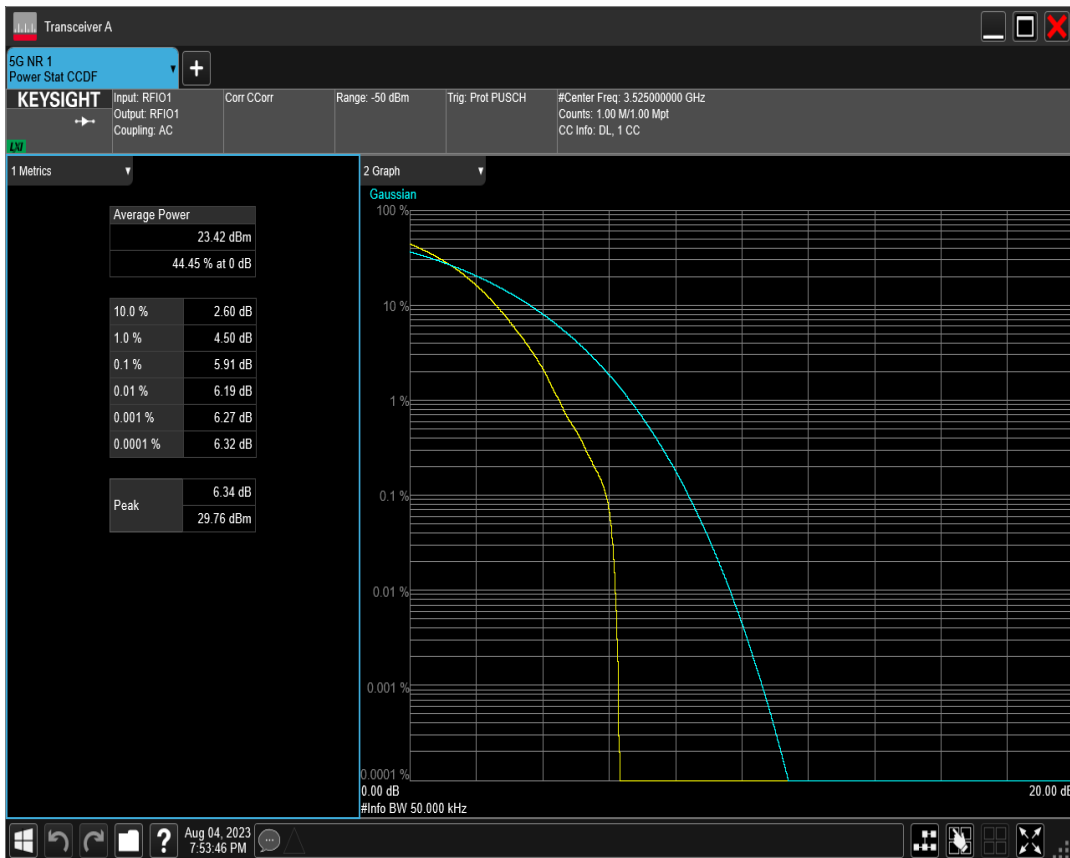 Transceiver A
5G NR 1
Power Stat CCDF
+
KEYSIGHT
LXI
Input: RFIO1
Output: RFIO1
Coupling: AC
Corr CCorr
Range: -50 dBm
Trig: Prot PUSCH
#Center Freq: 3.525000000 GHz
Counts: 1.00 M/1.00 Mpt
CC Info: DL, 1 CC
1 Metrics
Average Power
23.42 dBm
44.45 % at 0 dB
10.0 % 2.60 dB
1.0 % 4.50 dB
0.1 % 5.91 dB
0.01 % 6.19 dB
0.001 % 6.27 dB
0.0001 % 6.32 dB
Peak
6.34 dB
29.76 dBm
2 Graph
Gaussian
100 %
10 %
1 %
0.1 %
0.01 %
0.001 %
0.0001 %
0.00 dB 20.00 dB
#Info BW 50.000 kHz
?
Aug 04, 2023
7:53:46 PM